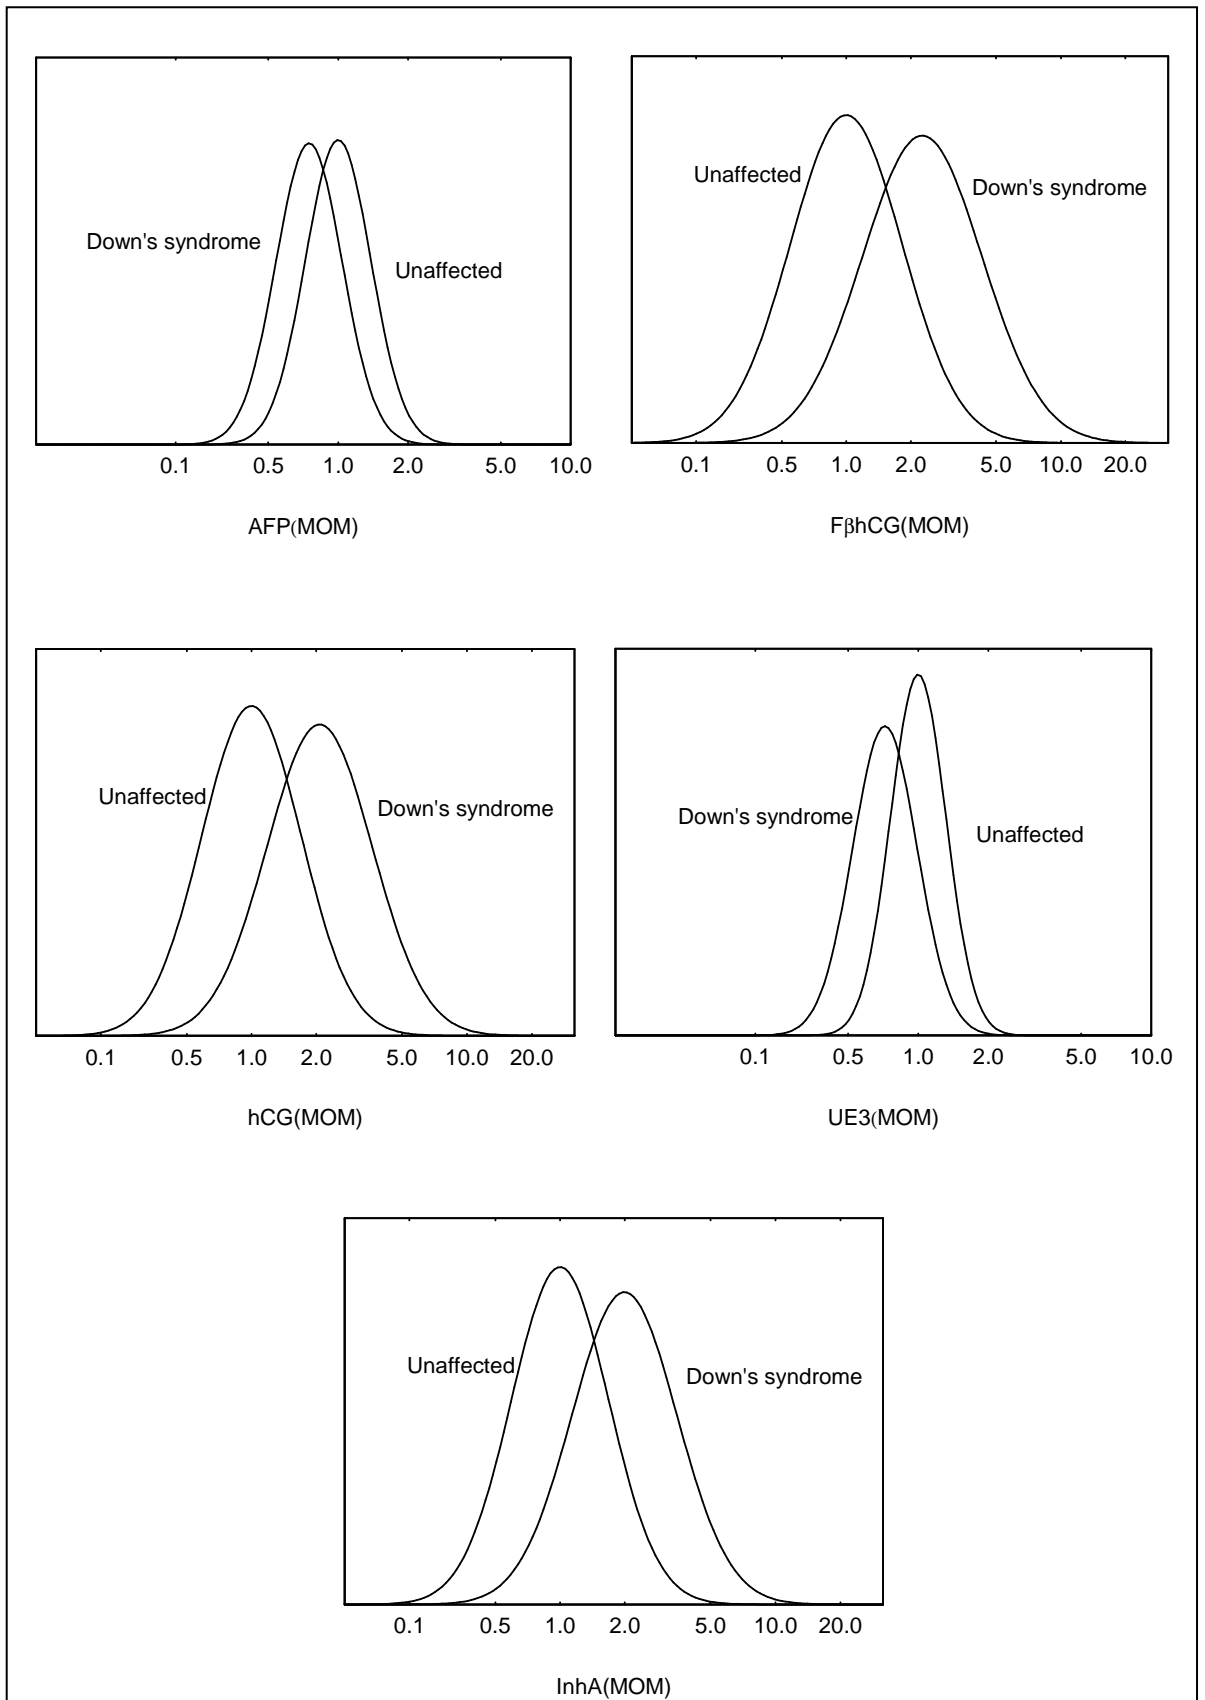 Down's syndrome
Unaffected
0.1 0.5 1.0 2.0 5.0 10.0
AFP(MOM)
Unaffected
Down's syndrome
0.1 0.5 1.0 2.0 5.0 10.0 20.0
FβhCG(MOM)
Unaffected
Down's syndrome
0.1 0.5 1.0 2.0 5.0 10.0 20.0
hCG(MOM)
Down's syndrome
Unaffected
0.1 0.5 1.0 2.0 5.0 10.0
UE3(MOM)
Unaffected
Down's syndrome
0.1 0.5 1.0 2.0 5.0 10.0 20.0
InhA(MOM)